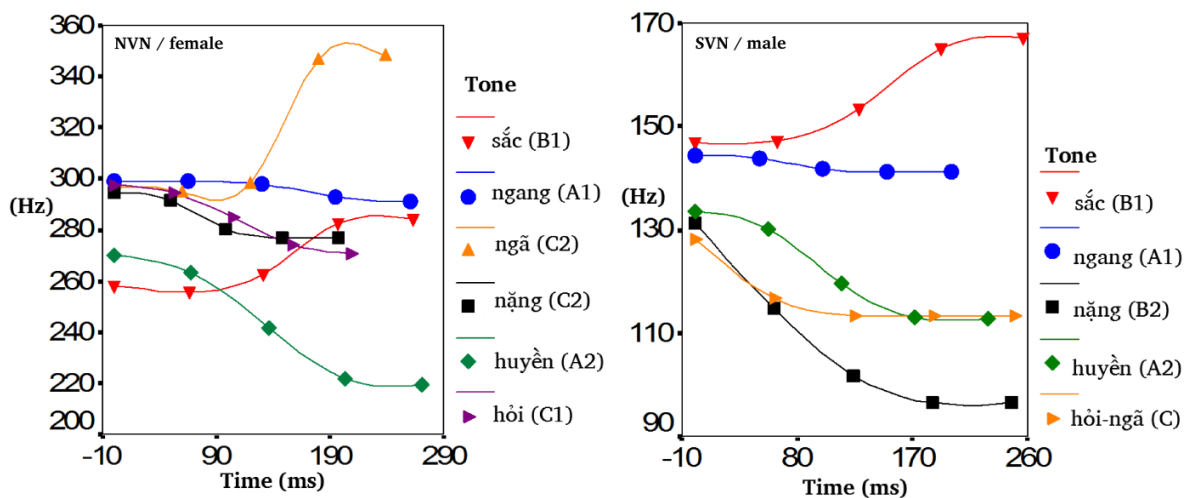 NVN / female
360
340
320
300
(Hz)
280
260
240
220
200
-10 90 190 290
Time (ms)
Tone
sắc (B1)
ngang (A1)
ngã (C2)
nặng (C2)
huyền (A2)
hỏi (C1)
SVN / male
170
150
(Hz)
130
110
90
-10 80 170 260
Time (ms)
Tone
sắc (B1)
ngang (A1)
nặng (B2)
huyền (A2)
hỏi-ngã (C)